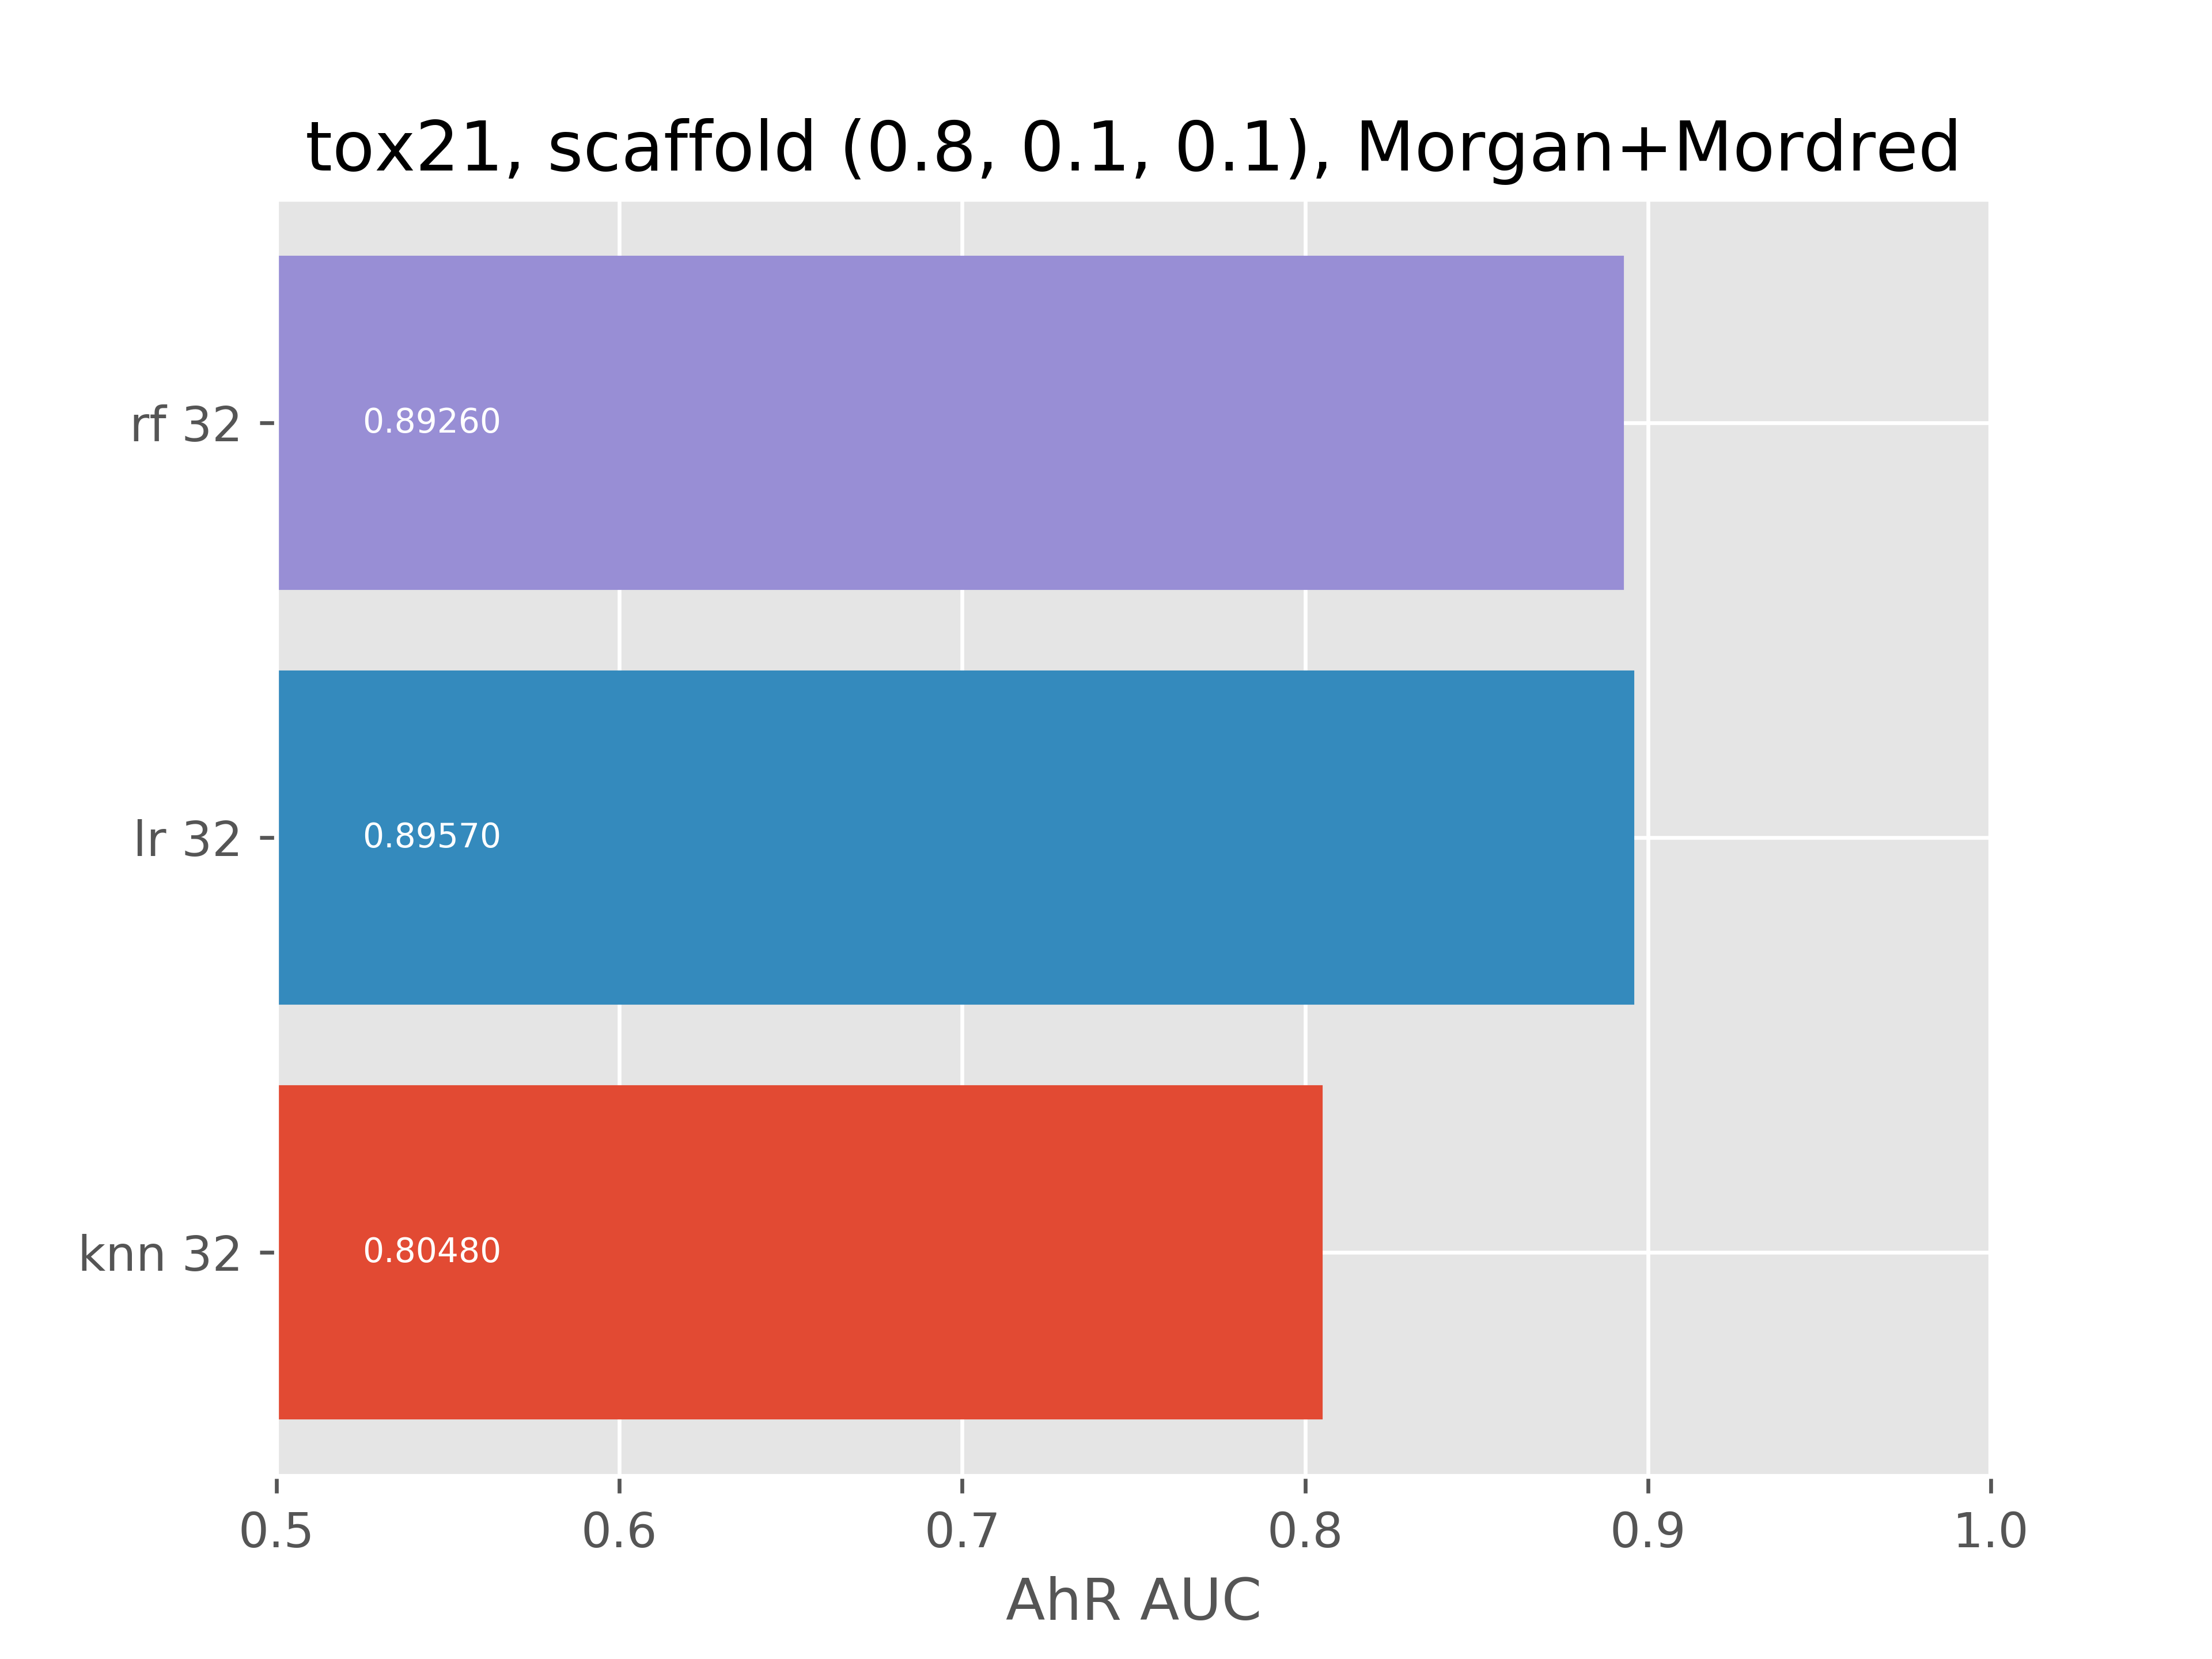 tox21, scaffold (0.8, 0.1, 0.1), Morgan+Mordred
rf 32
0.89260
lr 32
0.89570
knn 32
0.80480
0.5 0.6 0.7 0.8 0.9 1.0
AhR AUC